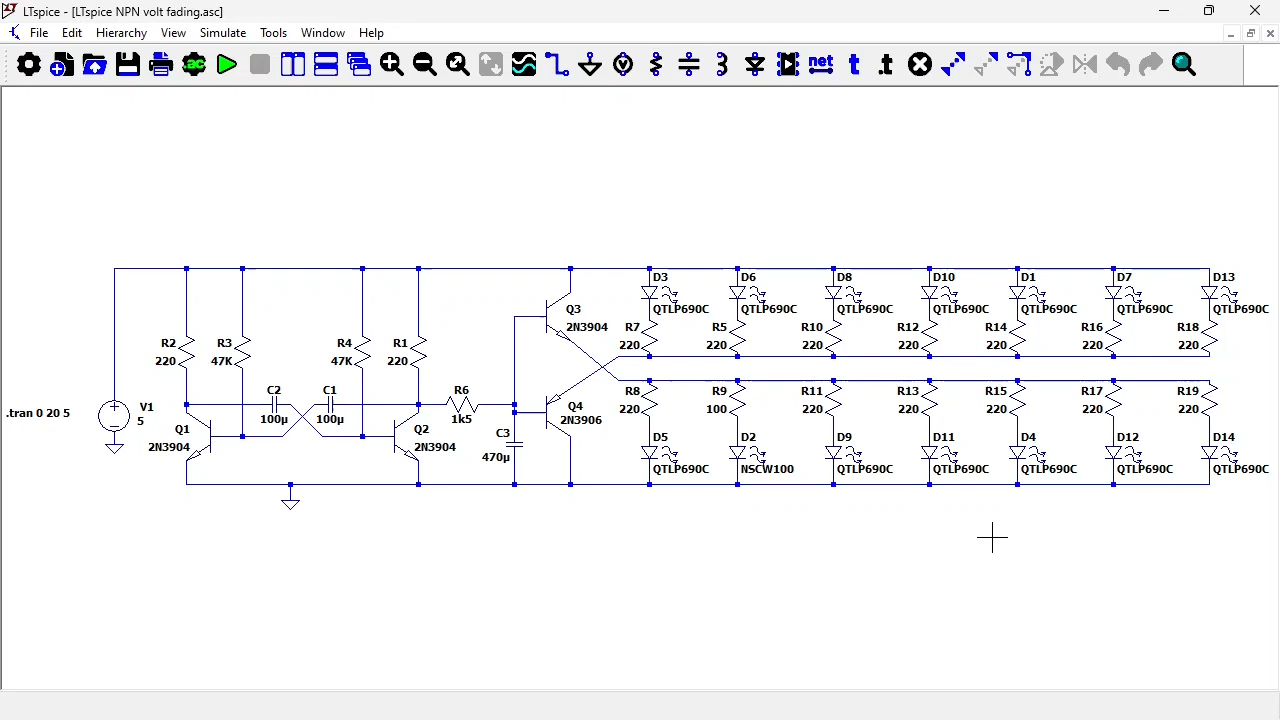 LTspice - [LTspice NPN volt fading.asc]
File Edit Hierarchy View Simulate Tools Window Help
ac net t .t
D3 D6 D8 D10 D1 D7 D13
QTLP690C QTLP690C QTLP690C QTLP690C QTLP690C QTLP690C QTLP690C
Q3
2N3904
R7 R5 R10 R12 R14 R16 R18
220 220 220 220 220 220 220
R2 R3 R4 R1
220 47K 47K 220
C2 C1 R6
100µ 100µ 1k5
R8 R9 R11 R13 R15 R17 R19
220 100 220 220 220 220 220
V1
5
.tran 0 20 5
Q4
2N3906
Q1 Q2
2N3904 2N3904
C3
470µ
D5 D2 D9 D11 D4 D12 D14
QTLP690C NSCW100 QTLP690C QTLP690C QTLP690C QTLP690C QTLP690C